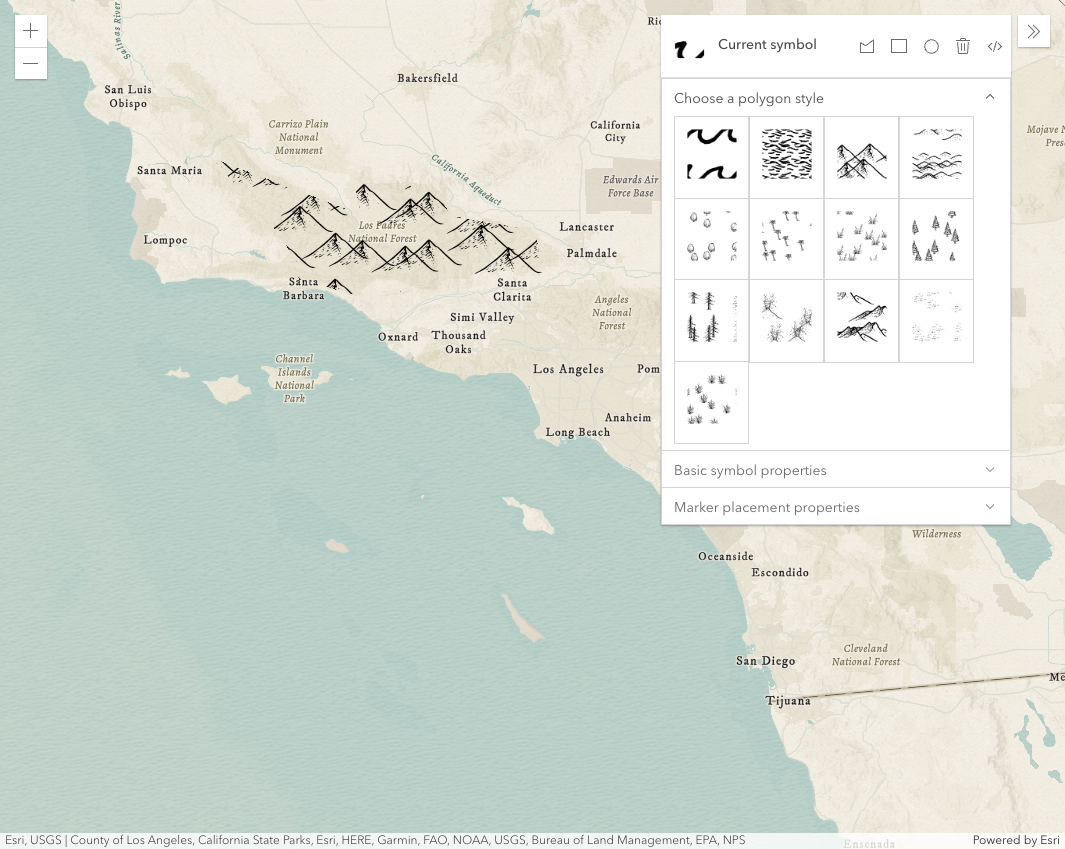 Salinas River
San Luis
Obispo
Bakersfield
Carrizo Plain
National
Monument
California
City
Santa Maria
California Aqueduct
Edwards Air
Force Base
Los Padres
National Forest
Lompoc
Lancaster
Palmdale
Santa
Barbara
Santa
Clarita
Angeles
National
Forest
Simi Valley
Oxnard
Thousand
Oaks
Channel
Islands
National
Park
Los Angeles
Pom
Anaheim
Long Beach
Ri
Current symbol
Choose a polygon style
Basic symbol properties
Marker placement properties
Mojave N
Pres
Wilderness
Oceanside
Escondido
Cleveland
National Forest
San Diego
Me
Tijuana
Ensenada
Esri, USGS | County of Los Angeles, California State Parks, Esri, HERE, Garmin, FAO, NOAA, USGS, Bureau of Land Management, EPA, NPS
Powered by Esri